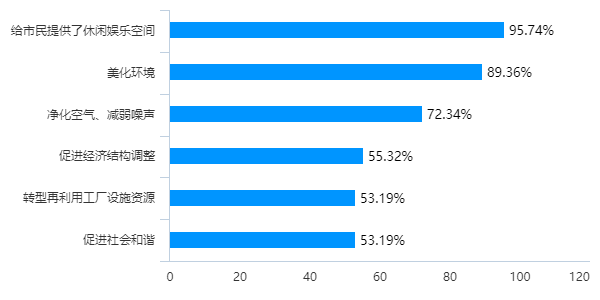 给市民提供了休闲娱乐空间
95.74%
美化环境
89.36%
净化空气、减弱噪声
72.34%
促进经济结构调整
55.32%
转型再利用工厂设施资源
53.19%
促进社会和谐
53.19%
0 20 40 60 80 100 120